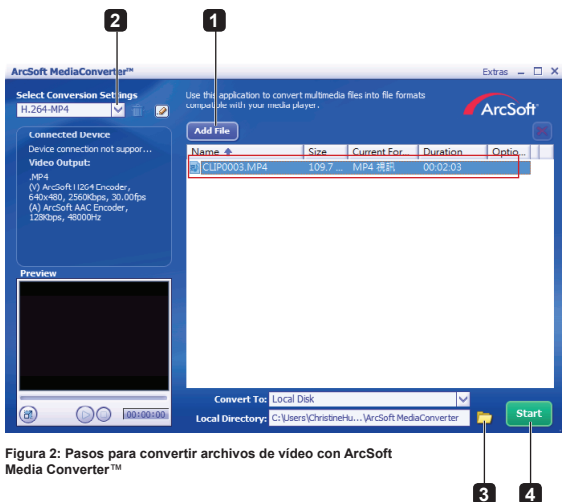 2
1
ArcSoft MediaConverter™
Extras
Select Conversion Settings
H.264-MP4
Use this application to convert multimedia files into file formats
compatible with your media player.
ArcSoft
Connected Device
Device connection not suppor...
Video Output:
.MP4
(V) ArcSoft H264 Encoder,
640x480, 2560Kbps, 30.00fps
(A) ArcSoft AAC Encoder,
128Kbps, 48000Hz
Add File
Name Size Current For... Duration Optio...
CLIP0003.MP4 109.7 ... MP4 視訊 00:02:03
Preview
00:00:00
Convert To: Local Disk
Local Directory: C:\Users\ChristineHu...\ArcSoft MediaConverter
Start
Figura 2: Pasos para convertir archivos de vídeo con ArcSoft
Media Converter™
3
4